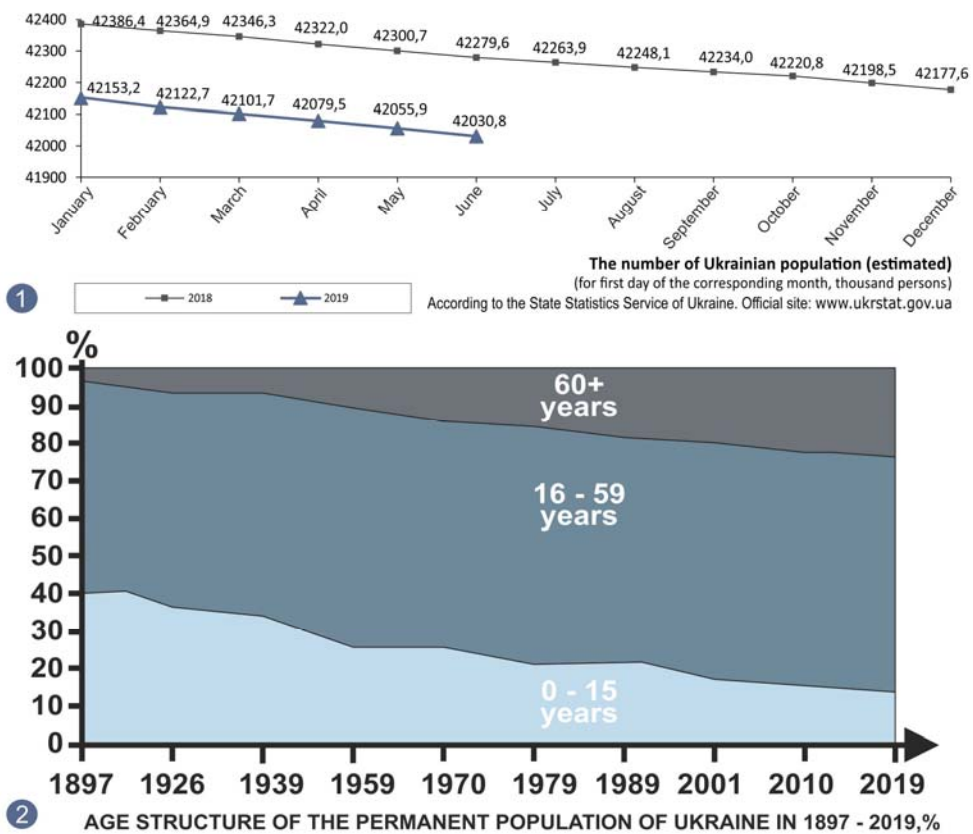 42400
42300
42200
42100
42000
41900
42386,4 42364,9 42346,3 42322,0 42300,7 42279,6 42263,9 42248,1 42234,0 42220,8 42198,5 42177,6
42153,2 42122,7 42101,7 42079,5 42055,9 42030,8
January February March April May June July August September October November December
The number of Ukrainian population (estimated)
(for first day of the corresponding month, thousand persons)
According to the State Statistics Service of Ukraine. Official site: www.ukrstat.gov.ua
1
2018 2019
%
100
90
80
70
60
50
40
30
20
10
0
60+
years
16 - 59
years
0 - 15
years
1897 1926 1939 1959 1970 1979 1989 2001 2010 2019
2
AGE STRUCTURE OF THE PERMANENT POPULATION OF UKRAINE IN 1897 - 2019,%